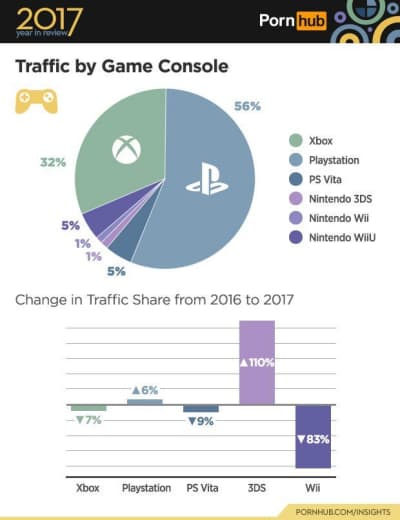 2017
year in review
Porn hub
Traffic by Game Console
56%
32%
5%
1%
1%
5%
Xbox
Playstation
PS Vita
Nintendo 3DS
Nintendo Wii
Nintendo WiiU
Change in Traffic Share from 2016 to 2017
▲110%
▲6%
▼7%
▼9%
▼83%
Xbox
Playstation
PS Vita
3DS
Wii
PORNHUB.COM/INSIGHTS